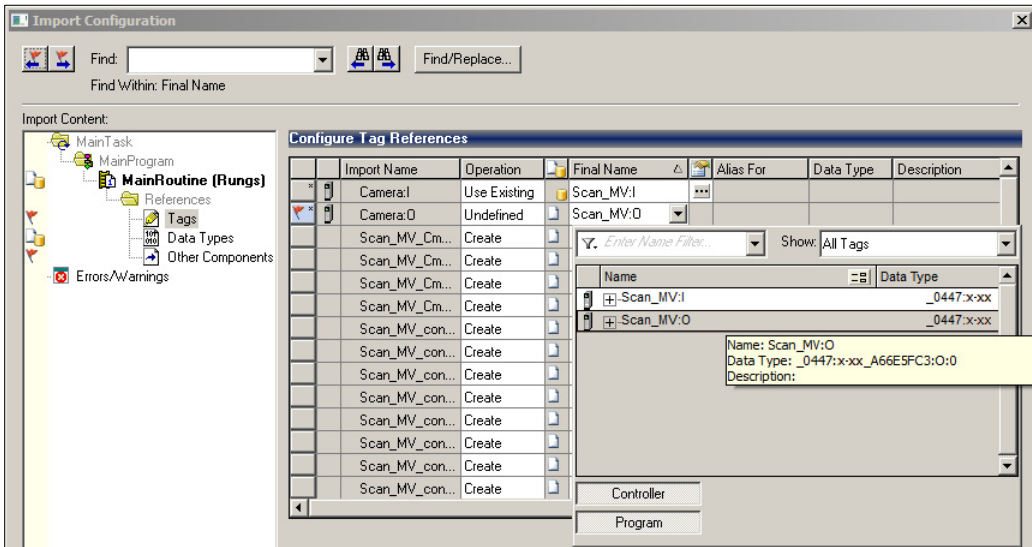 Import Configuration
Find:
Find/Replace...
Find Within: Final Name
Import Content:
MainTask
MainProgram
MainRoutine (Rungs)
References
Tags
Data Types
Other Components
Errors/Warnings
Configure Tag References
Import Name Operation Final Name Alias For Data Type Description
Camera:I Use Existing Scan_MV:I ...
Camera:O Undefined Scan_MV:O
Scan_MV_Cm... Create
Scan_MV_Cm... Create
Scan_MV_Cm... Create
Scan_MV_Cm... Create
Scan_MV_con... Create
Scan_MV_con... Create
Scan_MV_con... Create
Scan_MV_con... Create
Scan_MV_con... Create
Scan_MV_con... Create
Scan_MV_con... Create
Scan_MV_con... Create
Enter Name Filter... Show: All Tags
Name Data Type
Scan_MV:I _0447:x-xx
Scan_MV:O _0447:x-xx
Name: Scan_MV:O
Data Type: _0447:x-xx_A66E5FC3:O:0
Description:
Controller
Program